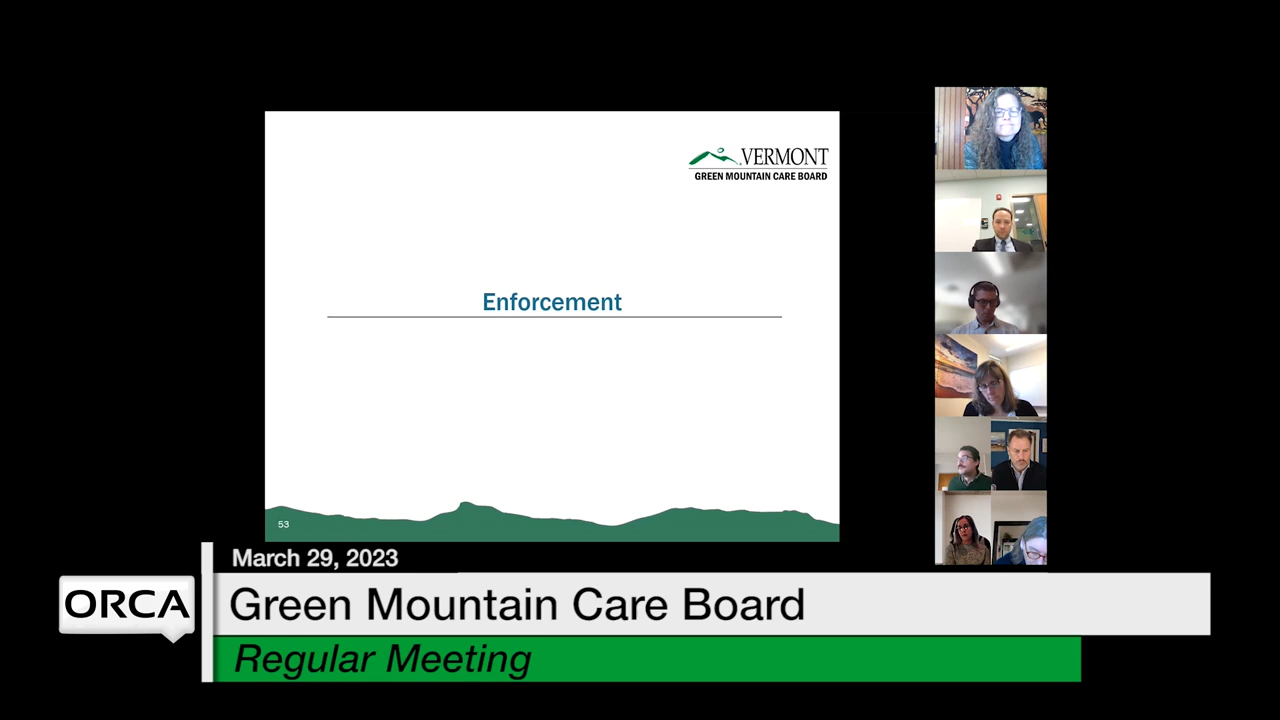 VERMONT
GREEN MOUNTAIN CARE BOARD
Enforcement
53
March 29, 2023
ORCA
Green Mountain Care Board
Regular Meeting